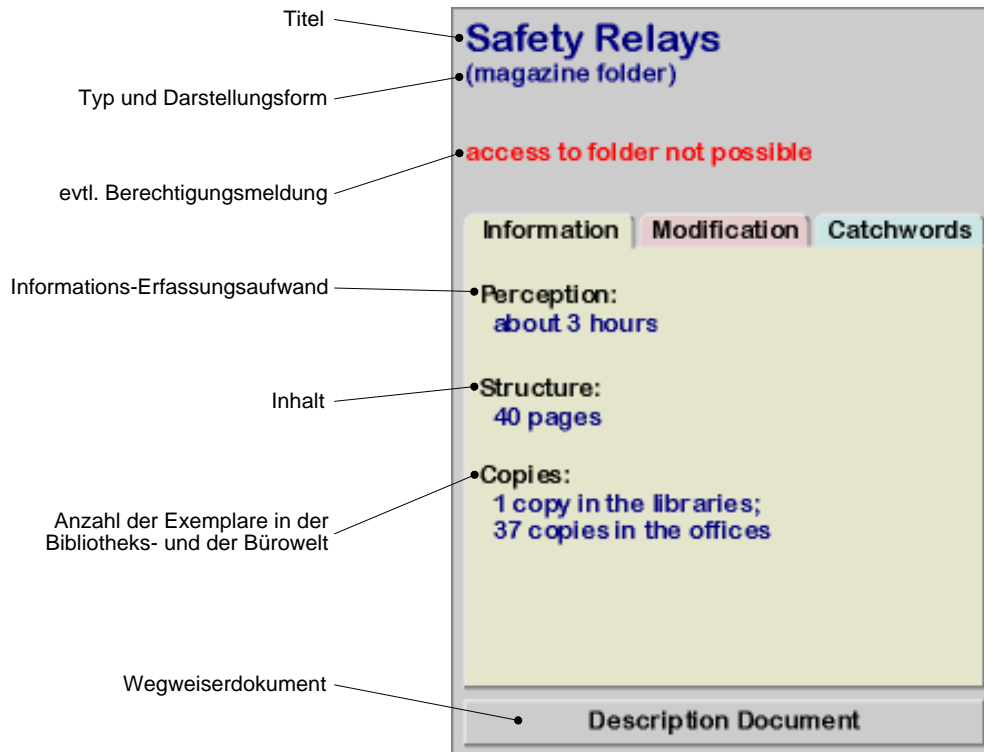 Titel
Safety Relays
(magazine folder)
Typ und Darstellungsform
access to folder not possible
evtl. Berechtigungsmeldung
Information Modification Catchwords
Informations-Erfassungsaufwand
Perception:
about 3 hours
Structure:
Inhalt
40 pages
Copies:
1 copy in the libraries;
Anzahl der Exemplare in der
37 copies in the offices
Bibliotheks- und der Bürowelt
Wegweiserdokument
Description Document